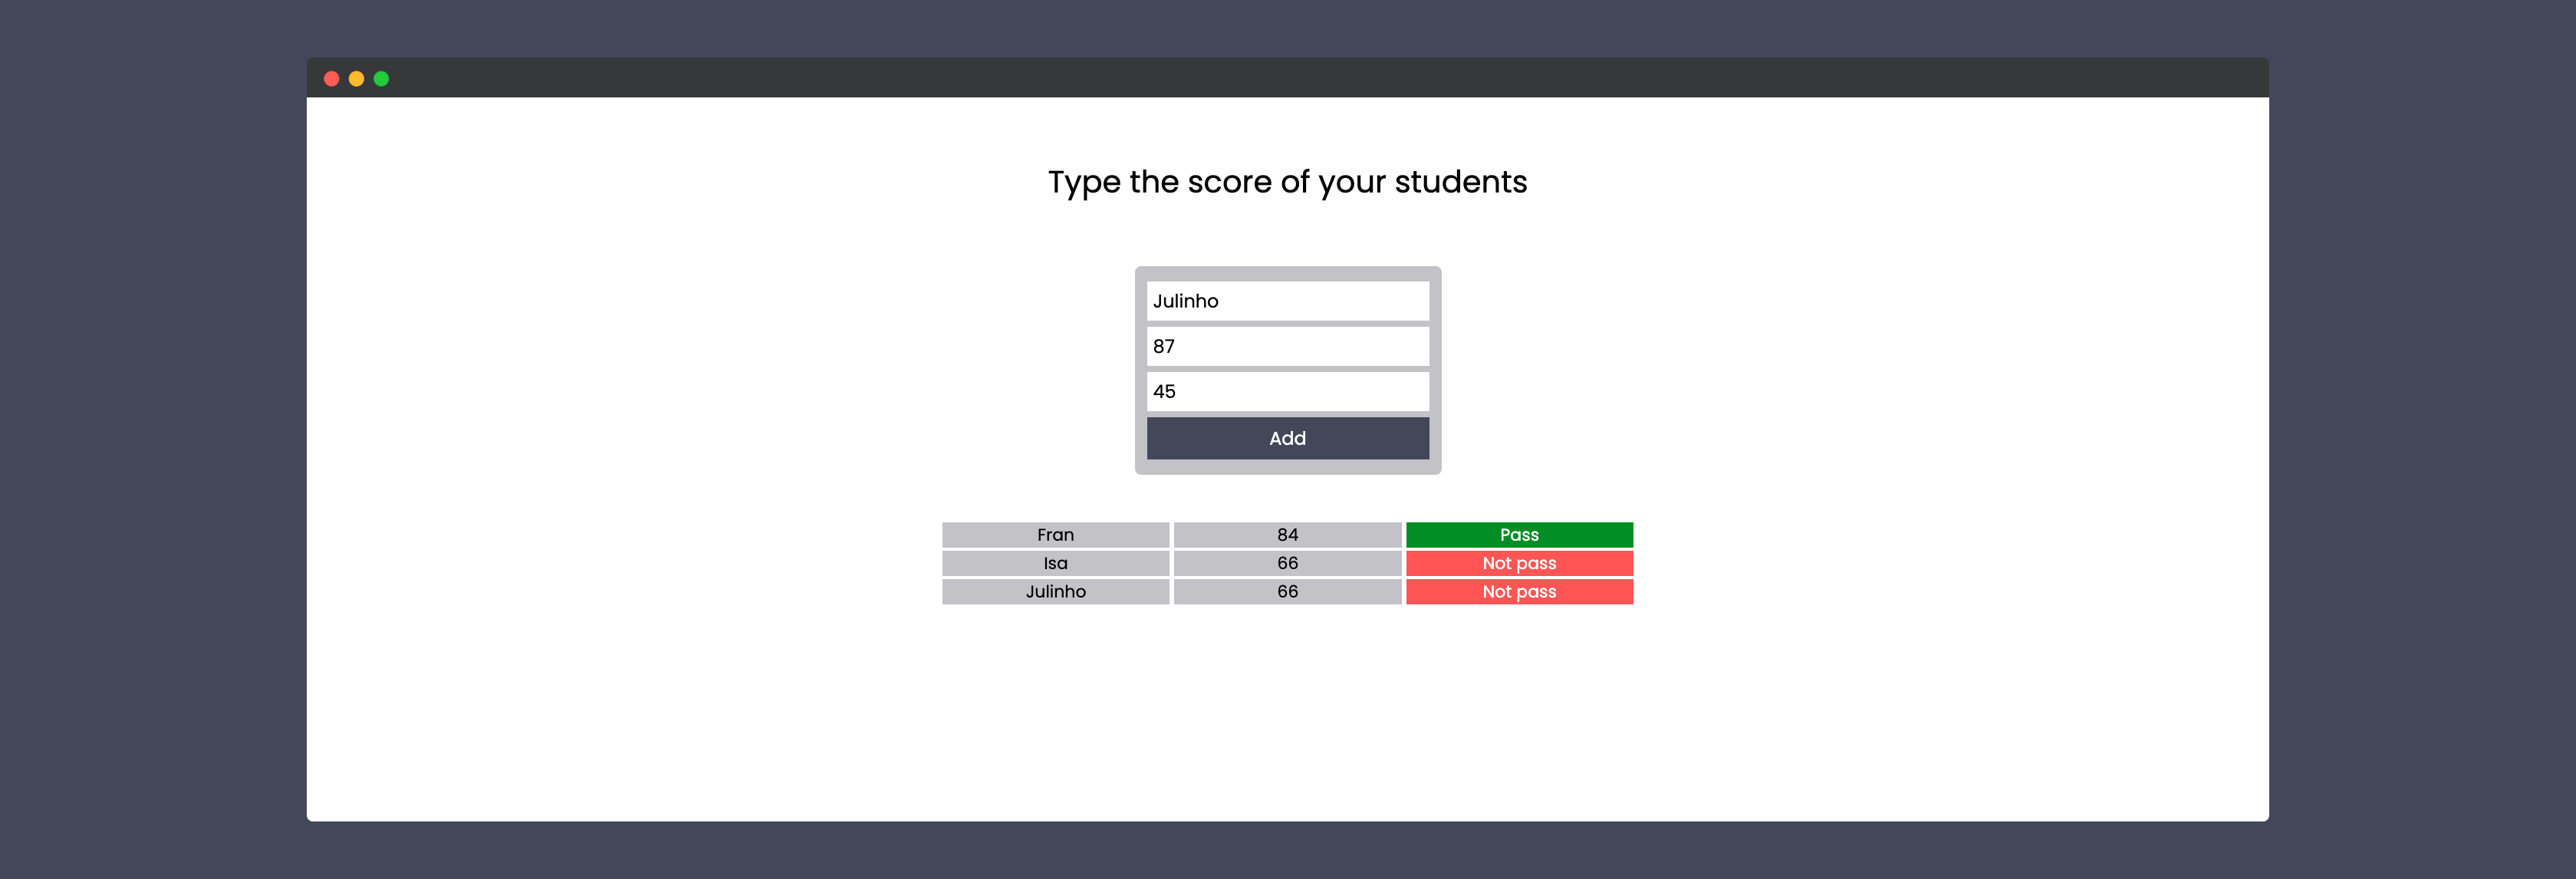 Type the score of your students
Julinho
87
45
Add
Fran 84 Pass
Isa 66 Not pass
Julinho 66 Not pass